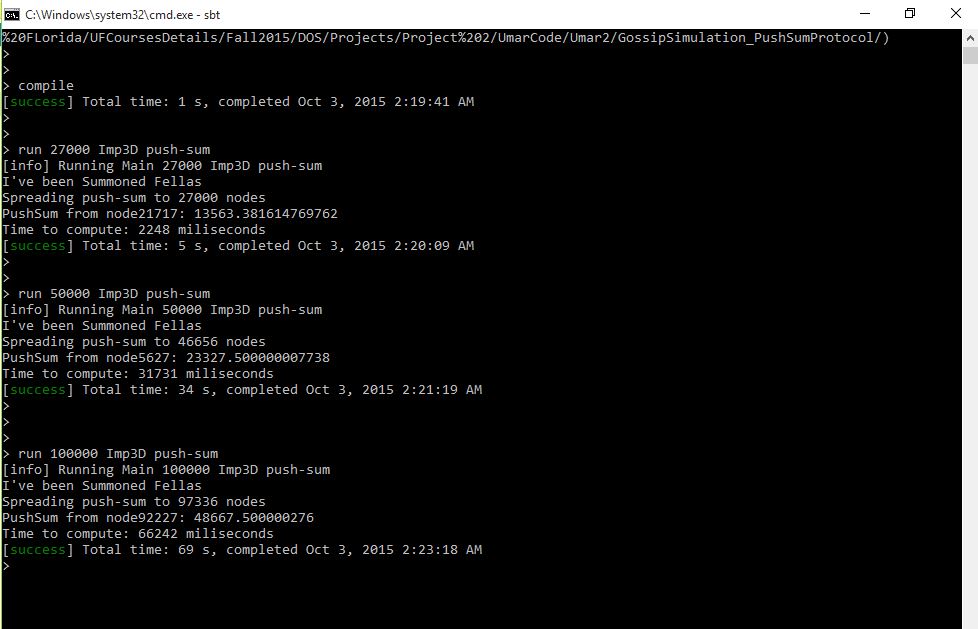 C:\Windows\system32\cmd.exe - sbt
%20FLorida/UFCoursesDetails/Fall2015/DOS/Projects/Project%202/UmarCode/Umar2/GossipSimulation_PushSumProtocol/)
>
>
> compile
[success] Total time: 1 s, completed Oct 3, 2015 2:19:41 AM
>
>
> run 27000 Imp3D push-sum
[info] Running Main 27000 Imp3D push-sum
I've been Summoned Fellas
Spreading push-sum to 27000 nodes
PushSum from node21717: 13563.381614769762
Time to compute: 2248 miliseconds
[success] Total time: 5 s, completed Oct 3, 2015 2:20:09 AM
>
>
> run 50000 Imp3D push-sum
[info] Running Main 50000 Imp3D push-sum
I've been Summoned Fellas
Spreading push-sum to 46656 nodes
PushSum from node5627: 23327.500000007738
Time to compute: 31731 miliseconds
[success] Total time: 34 s, completed Oct 3, 2015 2:21:19 AM
>
>
>
> run 100000 Imp3D push-sum
[info] Running Main 100000 Imp3D push-sum
I've been Summoned Fellas
Spreading push-sum to 97336 nodes
PushSum from node92227: 48667.500000276
Time to compute: 66242 miliseconds
[success] Total time: 69 s, completed Oct 3, 2015 2:23:18 AM
>